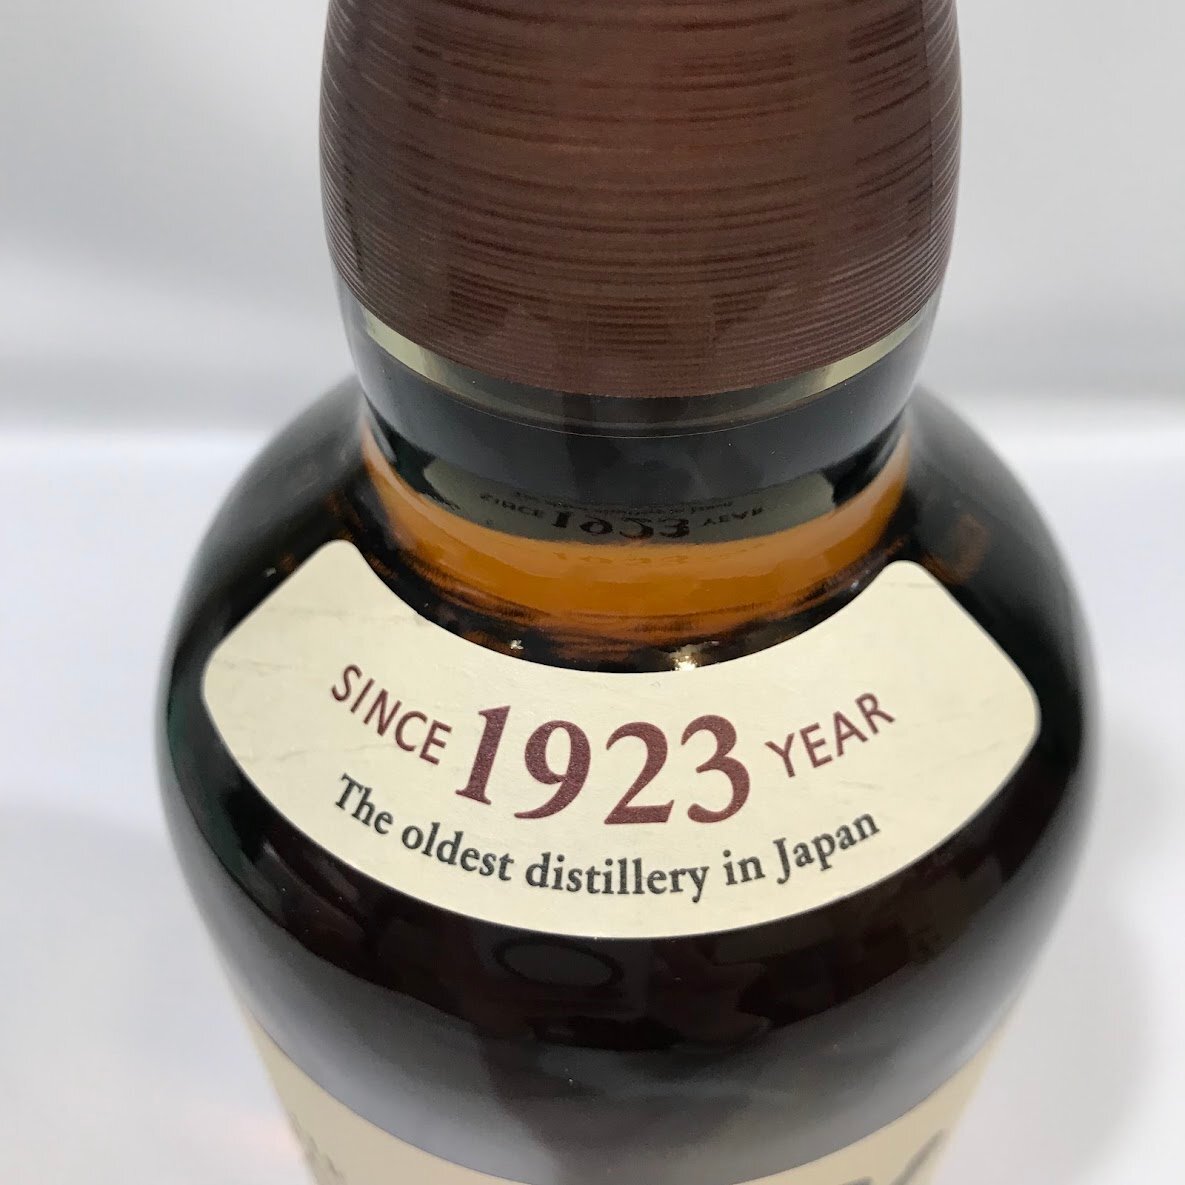 SINCE 1923 YEAR
The oldest distillery in Japan